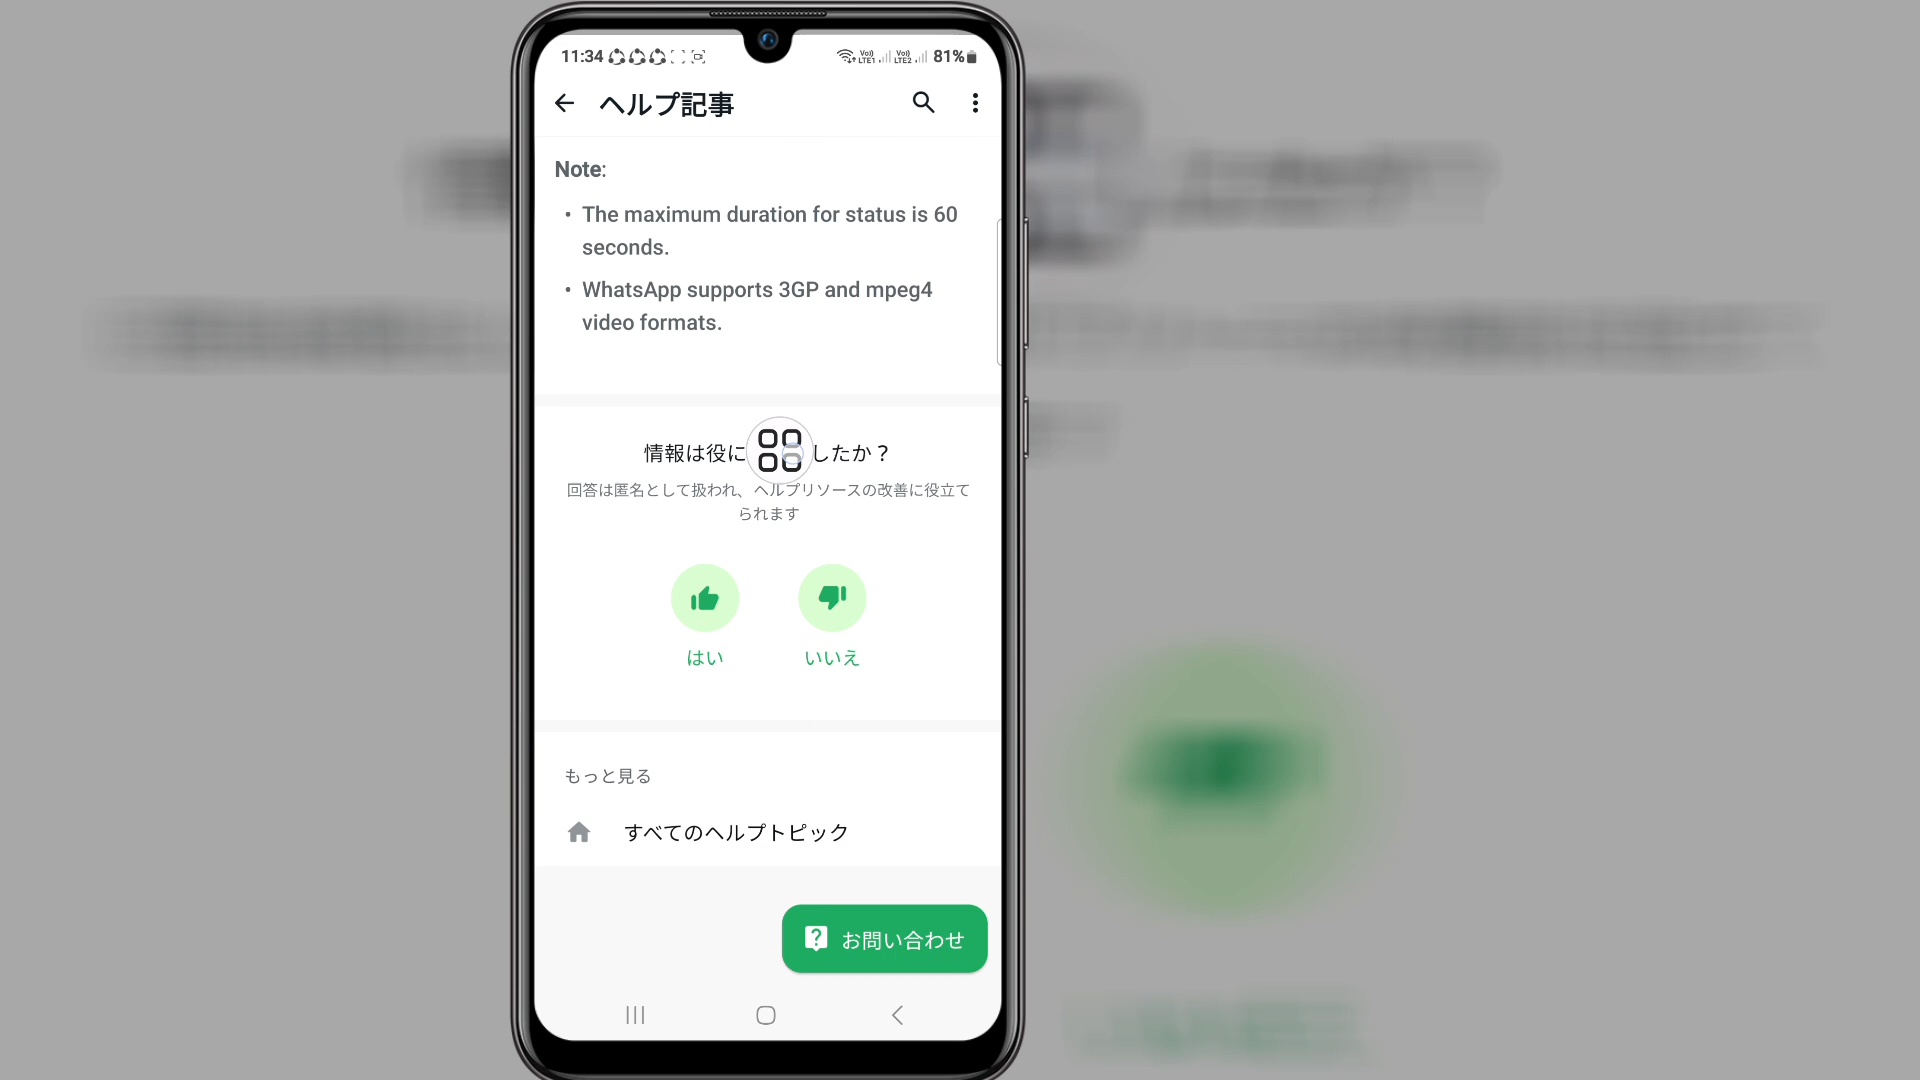 11:34 Vo)) LTE1 Vo)) LTE2 81%
ヘルプ記事
Note:
• The maximum duration for status is 60
seconds.
• WhatsApp supports 3GP and mpeg4
video formats.
情報は役に したか？
回答は匿名として扱われ、ヘルプリソースの改善に役立て
られます
はい いいえ
もっと見る
すべてのヘルプトピック
お問い合わせ